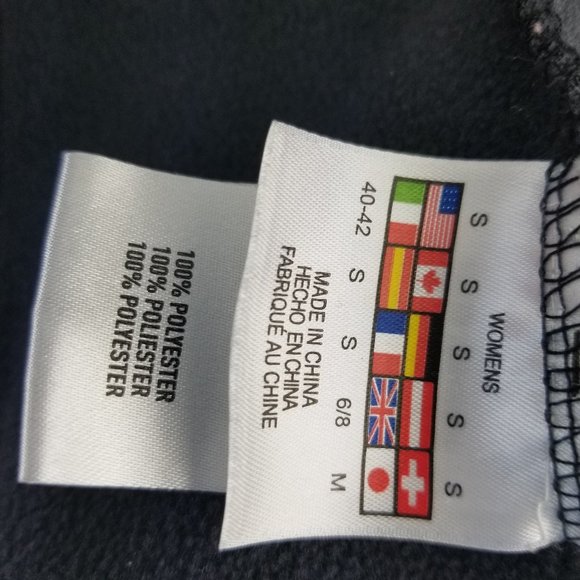 WOMENS
S S S S S
40-42 S S 6/8 M
MADE IN CHINA
HECHO EN CHINA
FABRIQUÉ AU CHINE
100% POLYESTER
100% POLIESTER
100% POLYESTER